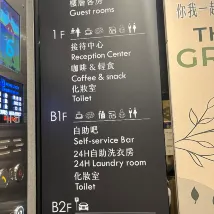 樓層客房
Guest rooms
1F
接待中心
Reception Center
咖啡&輕食
Coffee & snack
化妝室
Toilet
B1F
自助吧
Self-service Bar
24H自助洗衣房
24H Laundry room
化妝室
Toilet
B2F
你我一起
TH
GR